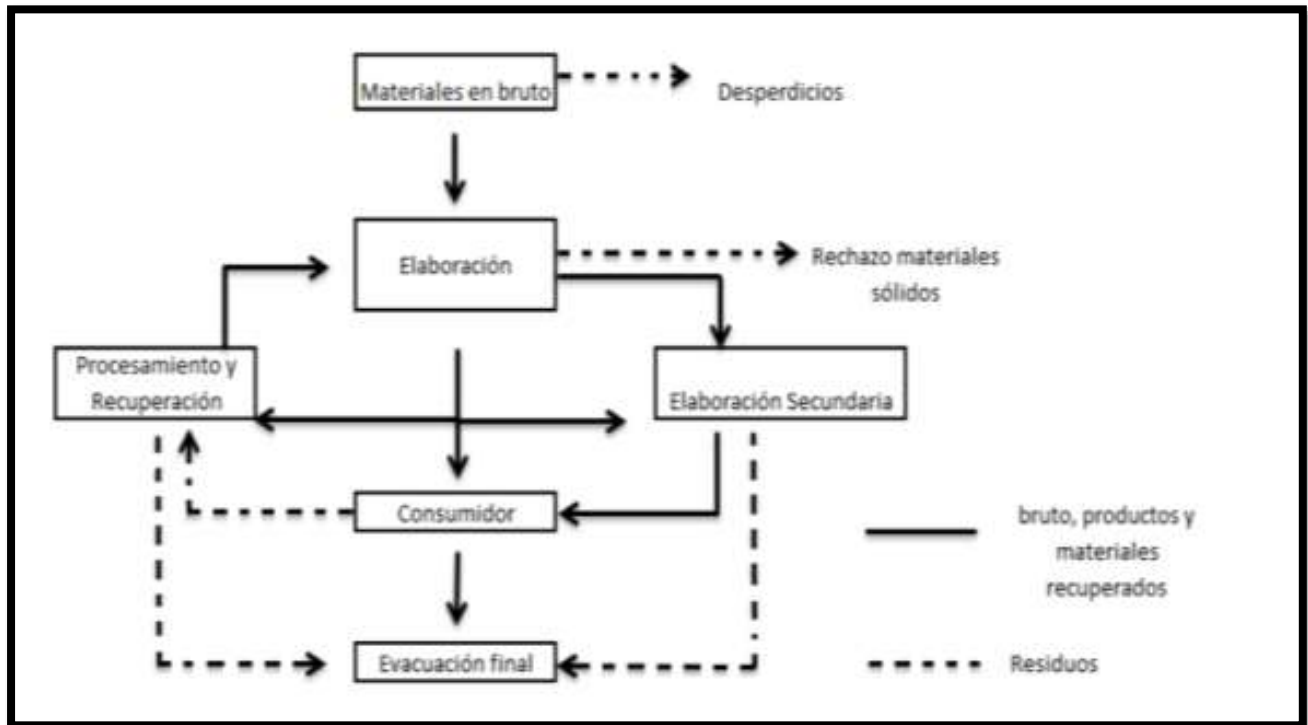 Materiales en bruto
Desperdicios
Elaboración
Rechazo materiales
sólidos
Procesamiento y
Recuperación
Elaboración Secundaria
Consumidor
bruto, productos y
materiales
recuperados
Evacuación final
Residuos